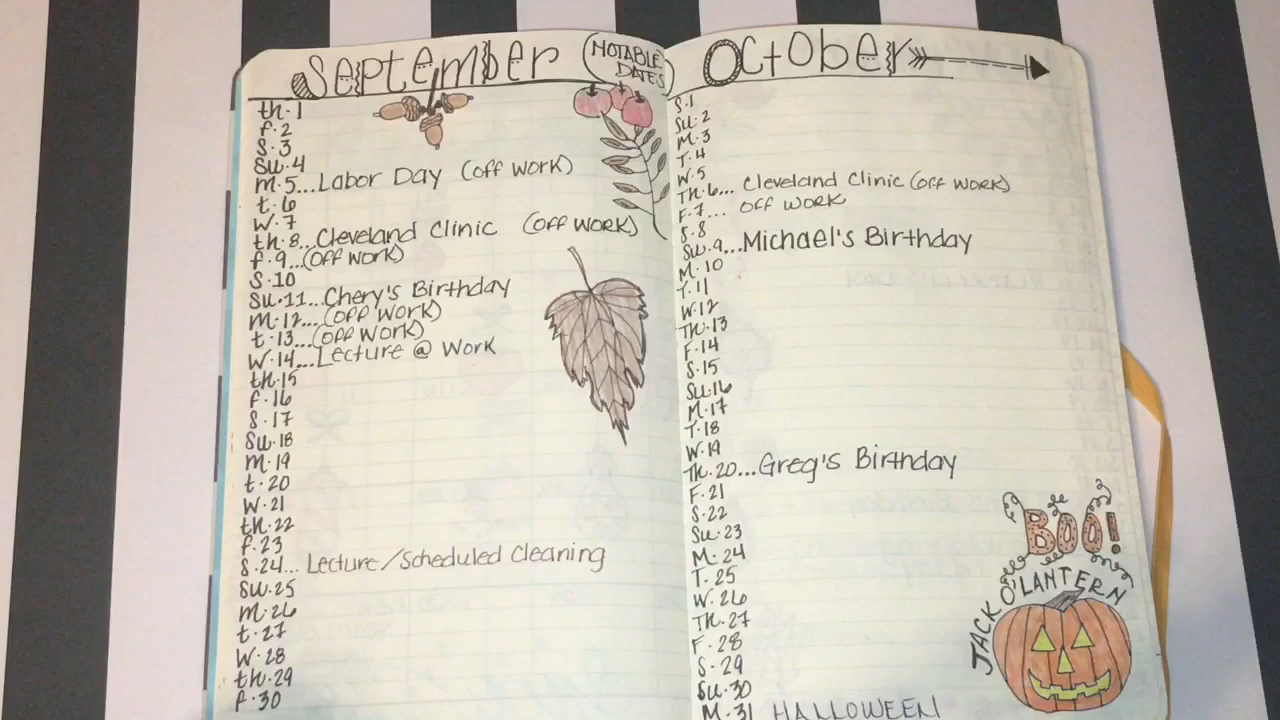 September
NOTABLE
DATES
th.1
f.2
S.3
Su.4
m.5...Labor Day (off work)
t.6
W.7
th.8...Cleveland Clinic (off work)
f.9...(off work)
S.10
Su.11...Chery's Birthday
M.12...(off work)
t.13...(off work)
W.14...Lecture @ Work
th.15
f.16
S.17
Su.18
m.19
t.20
W.21
th.22
f.23
S.24... Lecture/Scheduled Cleaning
Su.25
m.26
t.27
W.28
th.29
f.30
October
S.1
Su.2
M.3
T.4
W.5
Th.6... Cleveland Clinic (off work)
F.7... off work
S.8
Su.9...Michael's Birthday
M.10
T.11
W.12
Th.13
F.14
S.15
Su.16
M.17
T.18
W.19
Th.20...Greg's Birthday
F.21
S.22
Su.23
M.24
T.25
W.26
Th.27
F.28
S.29
Su.30
M.31 HALLOWEEN
BOO!
JACK O'LANTERN